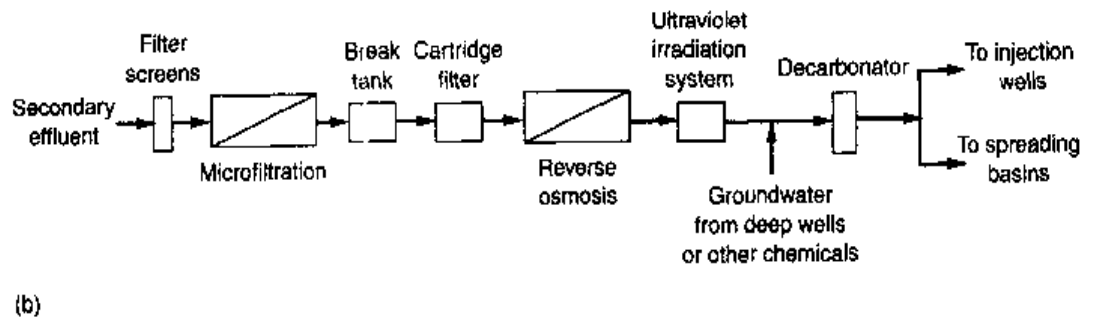 Secondary
effluent
Filter
screens
Microfiltration
Break
tank
Cartridge
filter
Reverse
osmosis
Ultraviolet
irradiation
system
Groundwater
from deep wells
or other chemicals
Decarbonator
To injection
wells
To spreading
basins
(b)